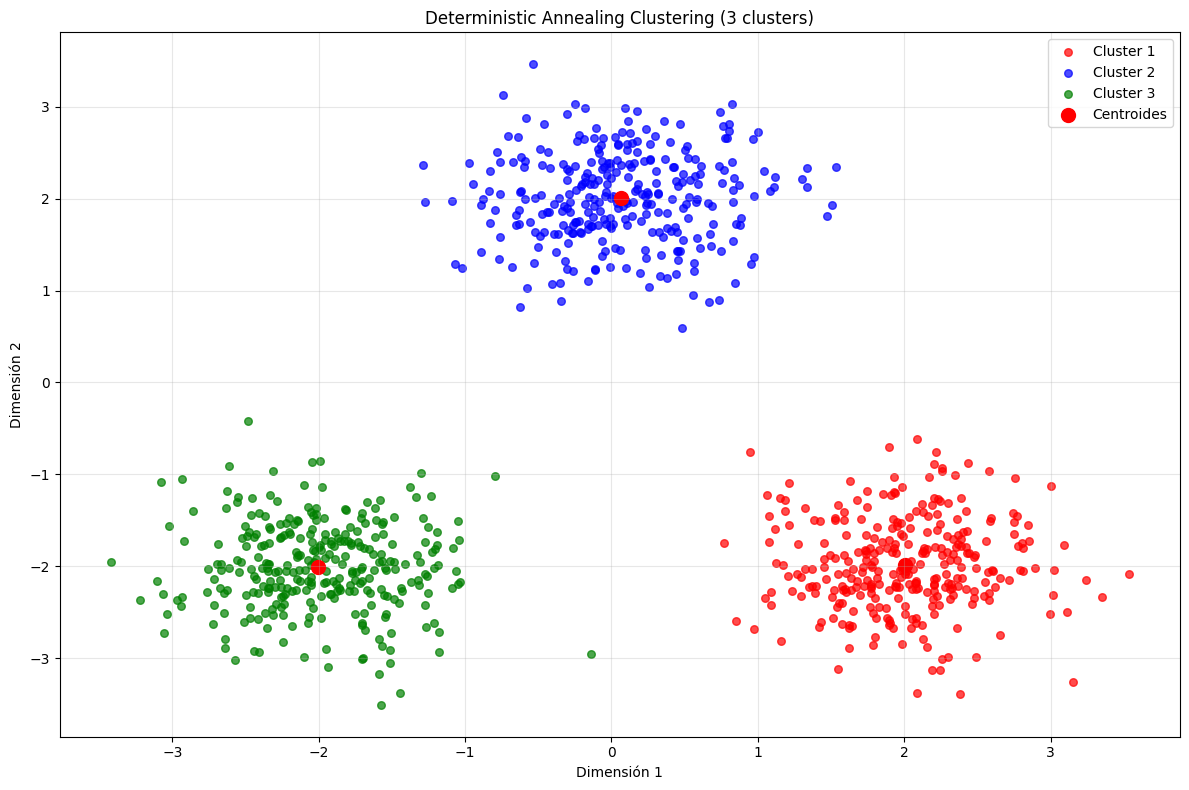 Deterministic Annealing Clustering (3 clusters)
Cluster 1
Cluster 2
Cluster 3
Centroides
Dimensión 2
3
2
1
0
−1
−2
−3
−3
−2
−1
0
1
2
3
Dimensión 1